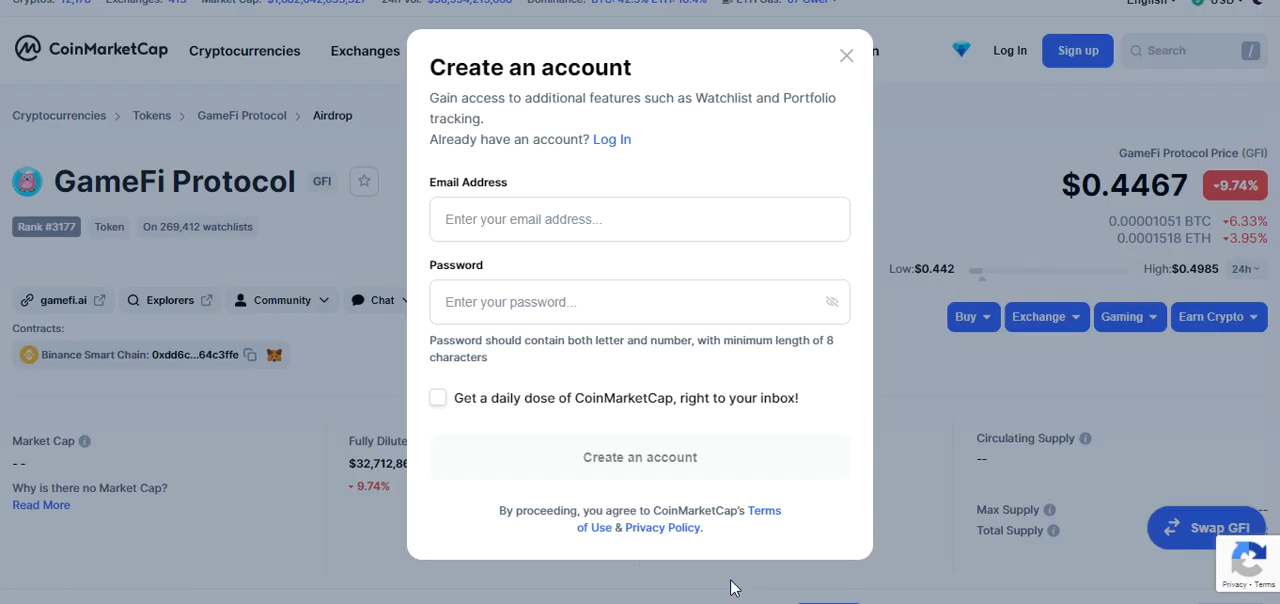 CoinMarketCap Cryptocurrencies Exchanges Log In Sign up Search /
Cryptocurrencies > Tokens > GameFi Protocol > Airdrop
GameFi Protocol GFI
Rank #3177 Token On 269,412 watchlists
gamefi.ai Explorers Community Chat
Contracts:
Binance Smart Chain: 0xdd6c...64c3ffe
Market Cap
- -
Why is there no Market Cap?
Read More
Fully Dilute
$32,712,86
9.74%
Create an account
Gain access to additional features such as Watchlist and Portfolio
tracking.
Already have an account? Log In
Email Address
Enter your email address...
Password
Enter your password...
Password should contain both letter and number, with minimum length of 8
characters
Get a daily dose of CoinMarketCap, right to your inbox!
Create an account
By proceeding, you agree to CoinMarketCap's Terms
of Use & Privacy Policy.
GameFi Protocol Price (GFI)
$0.4467 9.74%
0.00001051 BTC 6.33%
0.0001518 ETH 3.95%
Low:$0.442 High:$0.4985 24h
Buy Exchange Gaming Earn Crypto
Circulating Supply
--
Max Supply --
Total Supply
Swap GFI
Privacy - Terms